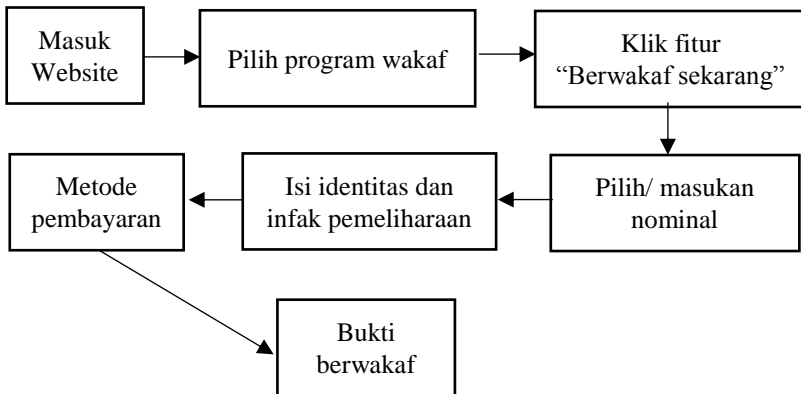 Masuk
Website
Pilih program wakaf
Klik fitur
“Berwakaf sekarang”
Pilih/ masukan
nominal
Isi identitas dan
infak pemeliharaan
Metode
pembayaran
Bukti
berwakaf